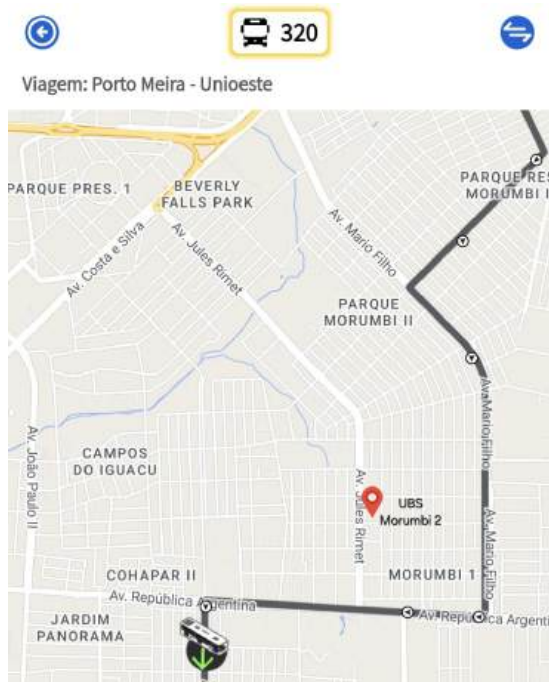 320
Viagem: Porto Meira - Unioeste
PARQUE PRES. 1
BEVERLY
FALLS PARK
PARQUE RES
MORUMBI I
Av. Costa e Silva
Av. Jules Rimet
Av. Mario Filho
PARQUE
MORUMBI II
Av. João Paulo II
CAMPOS
DO IGUACU
Av. Mario Filho
Av. Jules Rimet
UBS
Morumbi 2
Av. Mario Filho
COHAPAR II
MORUMBI 1
Av. República Argentina
Av. República Argenti
JARDIM
PANORAMA